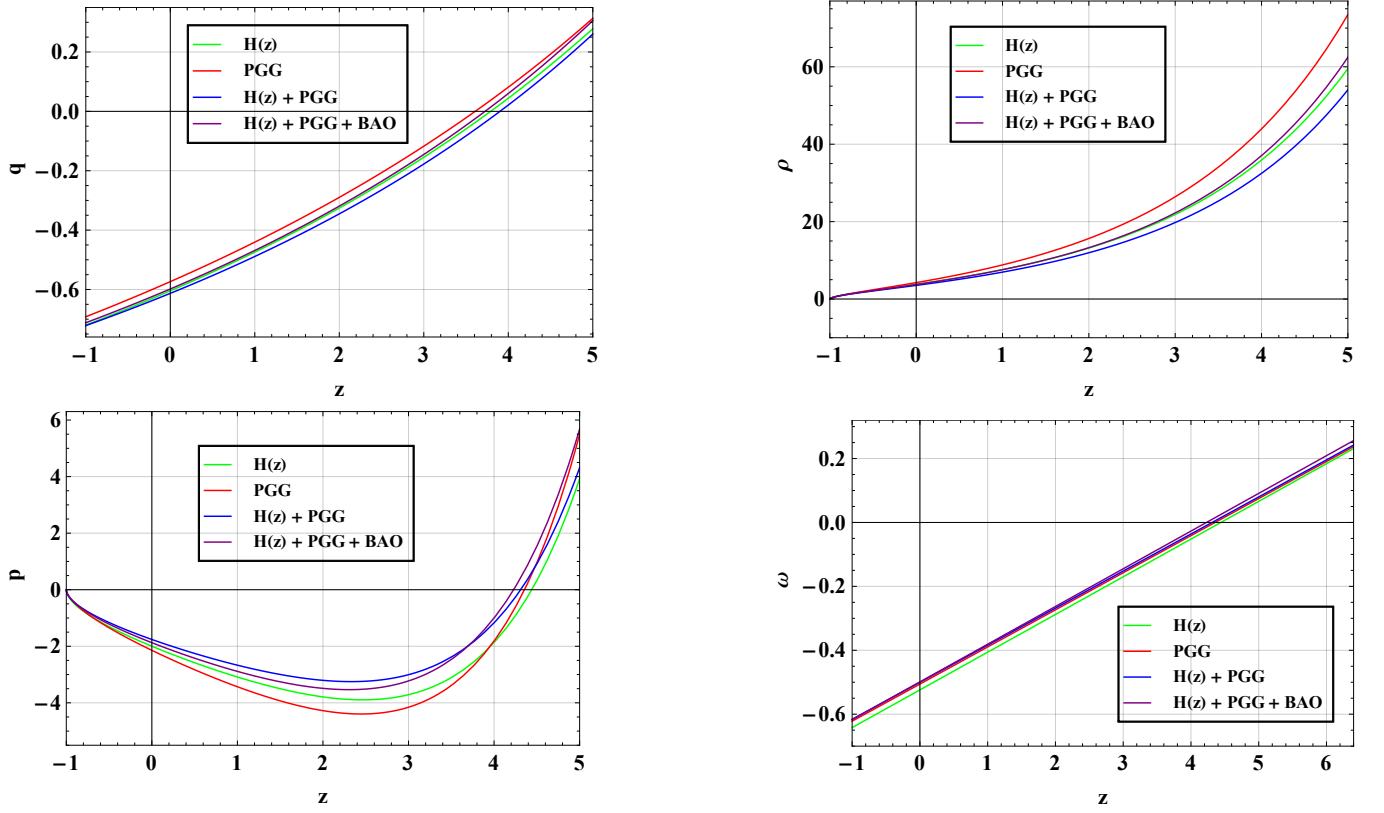 0.2
0.0
−0.2
−0.4
−0.6
q
H(z)
PGG
H(z) + PGG
H(z) + PGG + BAO
−1 0 1 2 3 4 5
z
60
40
20
0
ρ
H(z)
PGG
H(z) + PGG
H(z) + PGG + BAO
−1 0 1 2 3 4 5
z
6
4
2
0
−2
−4
p
H(z)
PGG
H(z) + PGG
H(z) + PGG + BAO
−1 0 1 2 3 4 5
z
0.2
0.0
−0.2
−0.4
−0.6
ω
H(z)
PGG
H(z) + PGG
H(z) + PGG + BAO
−1 0 1 2 3 4 5 6
z